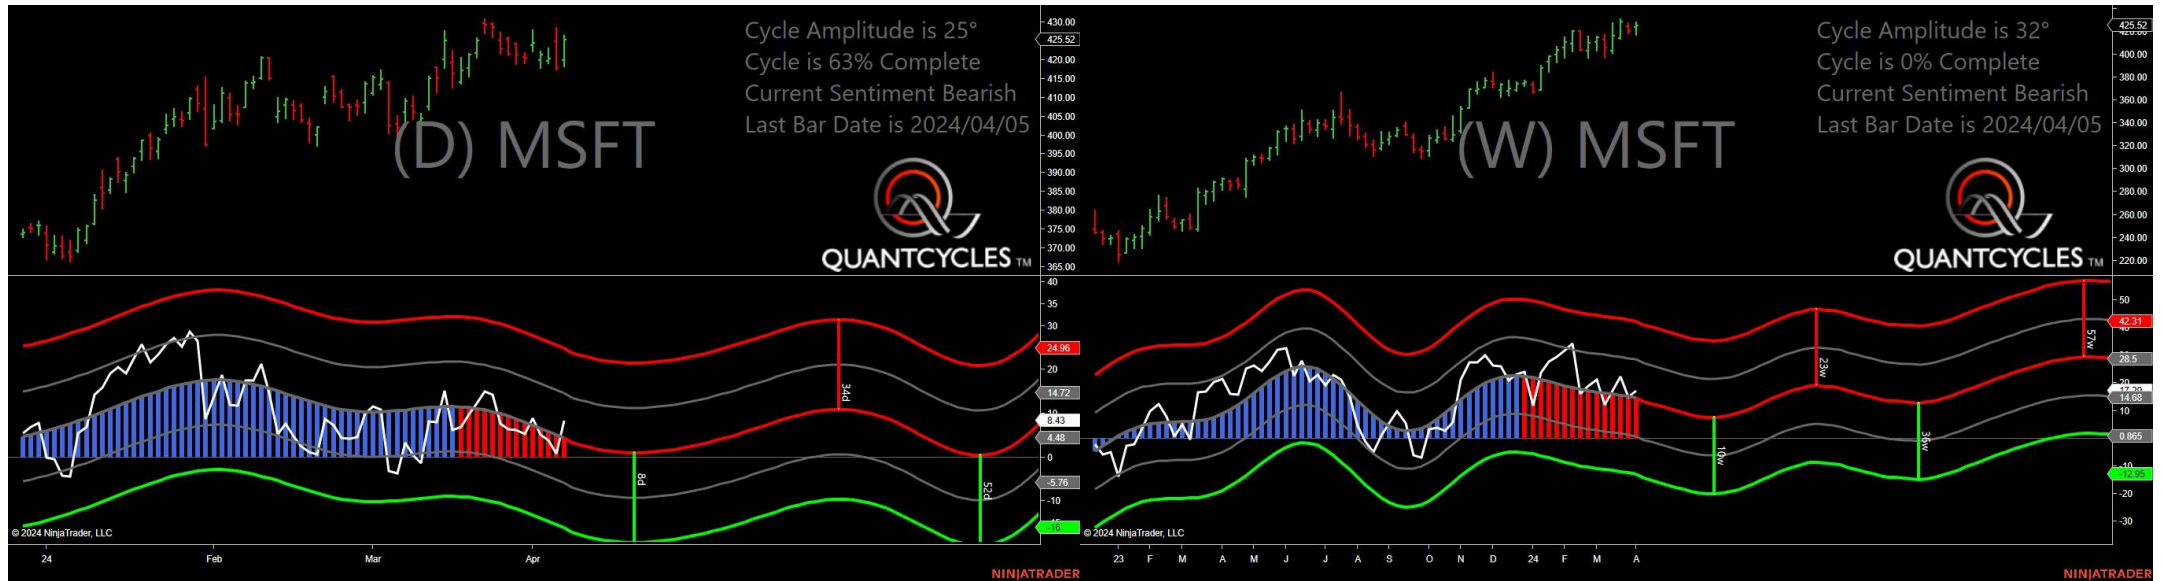 Cycle Amplitude is 25°
Cycle is 63% Complete
Current Sentiment Bearish
Last Bar Date is 2024/04/05
(D) MSFT
QUANTCYCLES TM
430.00
425.52
420.00
415.00
410.00
405.00
400.00
395.00
390.00
385.00
380.00
375.00
370.00
365.00
40
35
30
24.96
20
14.72
10
8.43
4.48
0
-5.76
-10
-16
34d
8d
52d
© 2024 NinjaTrader, LLC
24 Feb Mar Apr
NINJATRADER
Cycle Amplitude is 32°
Cycle is 0% Complete
Current Sentiment Bearish
Last Bar Date is 2024/04/05
(W) MSFT
QUANTCYCLES TM
425.52
420.00
400.00
380.00
360.00
340.00
320.00
300.00
280.00
260.00
240.00
220.00
50
42.31
28.5
20
17.29
14.68
10
0.865
-10
-12.95
-20
-30
57w
23w
10w
36w
© 2024 NinjaTrader, LLC
23 F M A M J J A S O N D 24 F M A
NINJATRADER